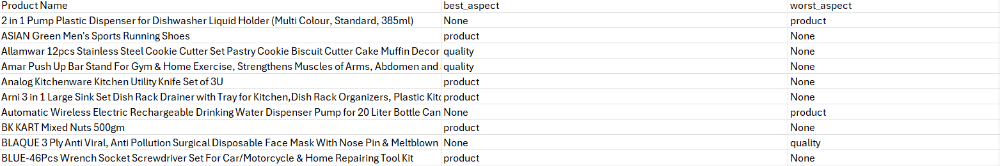 Product Name best_aspect worst_aspect
2 in 1 Pump Plastic Dispenser for Dishwasher Liquid Holder (Multi Colour, Standard, 385ml) None product
ASIAN Green Men's Sports Running Shoes product None
Allamwar 12pcs Stainless Steel Cookie Cutter Set Pastry Cookie Biscuit Cutter Cake Muffin Decor quality None
Amar Push Up Bar Stand For Gym & Home Exercise, Strengthens Muscles of Arms, Abdomen and quality None
Analog Kitchenware Kitchen Utility Knife Set of 3U product None
Arni 3 in 1 Large Sink Set Dish Rack Drainer with Tray for Kitchen,Dish Rack Organizers, Plastic product None
Automatic Wireless Electric Rechargeable Drinking Water Dispenser Pump for 20 Liter Bottle Can None product
BK KART Mixed Nuts 500gm product None
BLAQUE 3 Ply Anti Viral, Anti Pollution Surgical Disposable Face Mask With Nose Pin & Meltblown None quality
BLUE-46Pcs Wrench Socket Screwdriver Set For Car/Motorcycle & Home Repairing Tool Kit product None